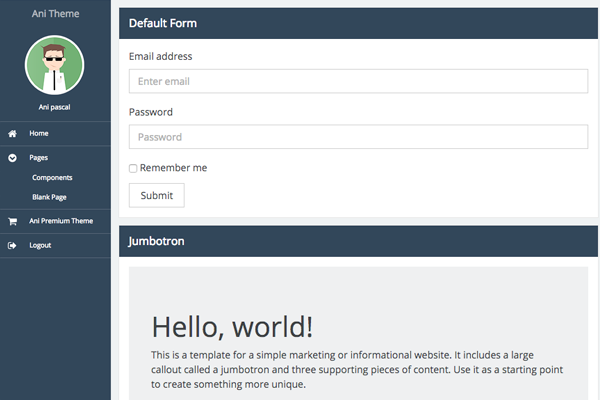 Ani Theme
Ani pascal
Home
Pages
Components
Blank Page
Ani Premium Theme
Logout
Default Form
Email address
Enter email
Password
Password
Remember me
Submit
Jumbotron
Hello, world!
This is a template for a simple marketing or informational website. It includes a large
callout called a jumbotron and three supporting pieces of content. Use it as a starting point
to create something more unique.